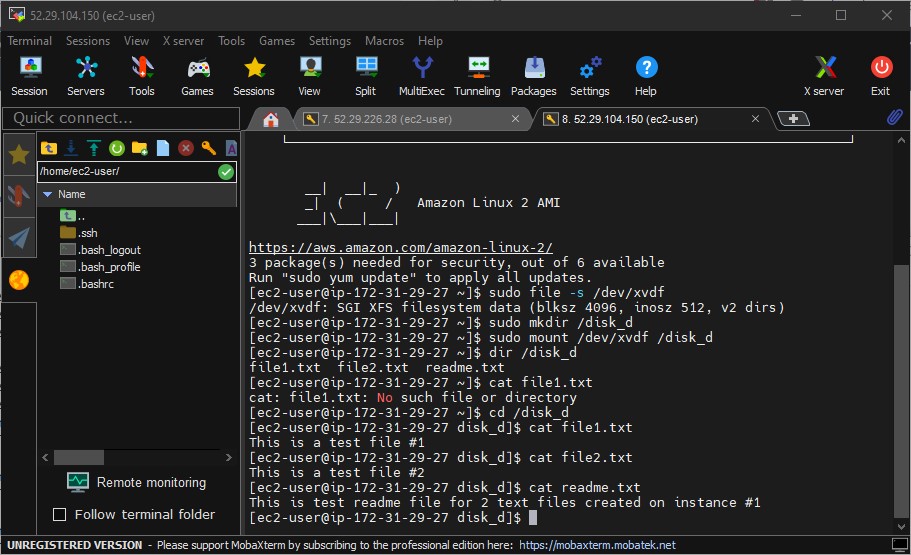 52.29.104.150 (ec2-user)
Terminal Sessions View X server Tools Games Settings Macros Help
Session Servers Tools Games Sessions View Split MultiExec Tunneling Packages Settings Help X server Exit
Quick connect...
7. 52.29.226.28 (ec2-user)
8. 52.29.104.150 (ec2-user)
/home/ec2-user/
Name
..
.ssh
.bash_logout
.bash_profile
.bashrc
Remote monitoring
Follow terminal folder
__|  __|_  )
_|  (     /   Amazon Linux 2 AMI
___|\___|___|
https://aws.amazon.com/amazon-linux-2/
3 package(s) needed for security, out of 6 available
Run "sudo yum update" to apply all updates.
[ec2-user@ip-172-31-29-27 ~]$ sudo file -s /dev/xvdf
/dev/xvdf: SGI XFS filesystem data (blksz 4096, inosz 512, v2 dirs)
[ec2-user@ip-172-31-29-27 ~]$ sudo mkdir /disk_d
[ec2-user@ip-172-31-29-27 ~]$ sudo mount /dev/xvdf /disk_d
[ec2-user@ip-172-31-29-27 ~]$ dir /disk_d
file1.txt  file2.txt  readme.txt
[ec2-user@ip-172-31-29-27 ~]$ cat file1.txt
cat: file1.txt: No such file or directory
[ec2-user@ip-172-31-29-27 ~]$ cd /disk_d
[ec2-user@ip-172-31-29-27 disk_d]$ cat file1.txt
This is a test file #1
[ec2-user@ip-172-31-29-27 disk_d]$ cat file2.txt
This is a test file #2
[ec2-user@ip-172-31-29-27 disk_d]$ cat readme.txt
This is test readme file for 2 text files created on instance #1
[ec2-user@ip-172-31-29-27 disk_d]$
UNREGISTERED VERSION - Please support MobaXterm by subscribing to the professional edition here: https://mobaxterm.mobatek.net